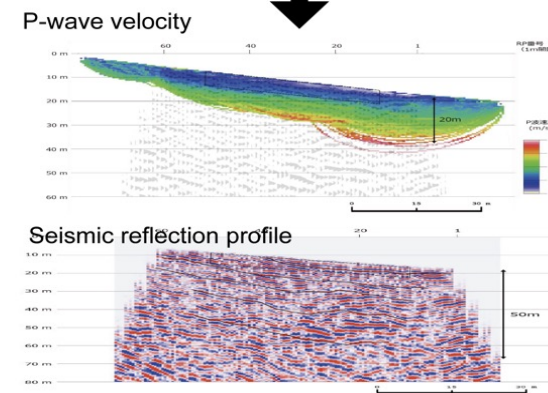 P-wave velocity
60 40 20 1
RP番号
(1m間隔
0 m
10 m
20 m
20m
30 m
40 m
50 m
60 m
P波速
(m/s
0 15 30 m
Seismic reflection profile
20 1
10 m
20 m
30 m
40 m
50 m
50m
60 m
70 m
80 m
0 15 30 m